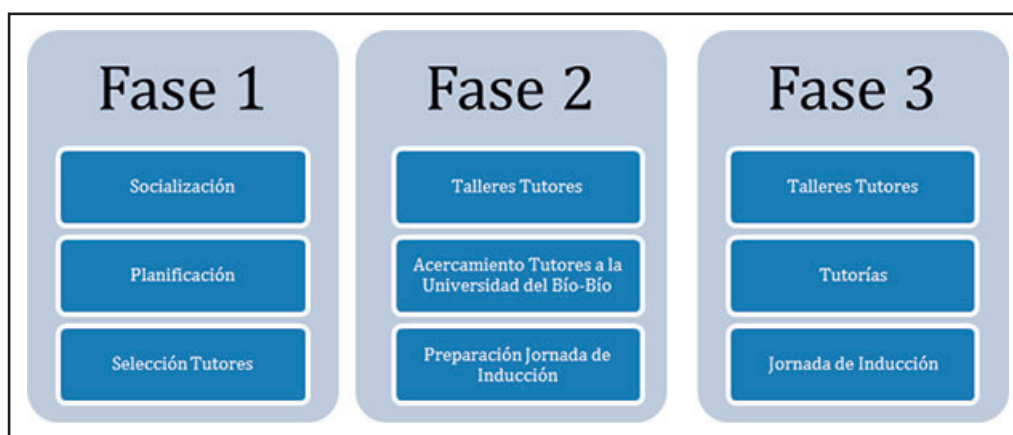 Fase 1
Socialización
Planificación
Selección Tutores
Fase 2
Talleres Tutores
Acercamiento Tutores a la
Universidad del Bío-Bío
Preparación Jornada de
Inducción
Fase 3
Talleres Tutores
Tutorías
Jornada de Inducción